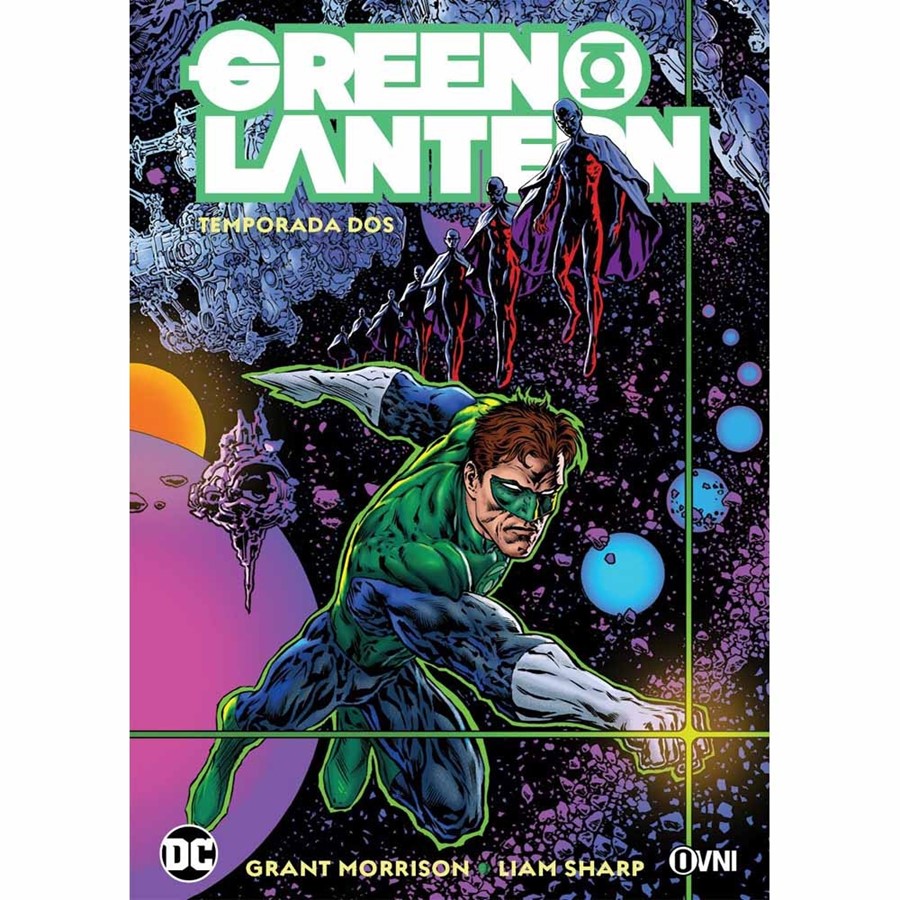 GREEN
LANTERN
TEMPORADA DOS
DC
GRANT MORRISON • LIAM SHARP
OVNI